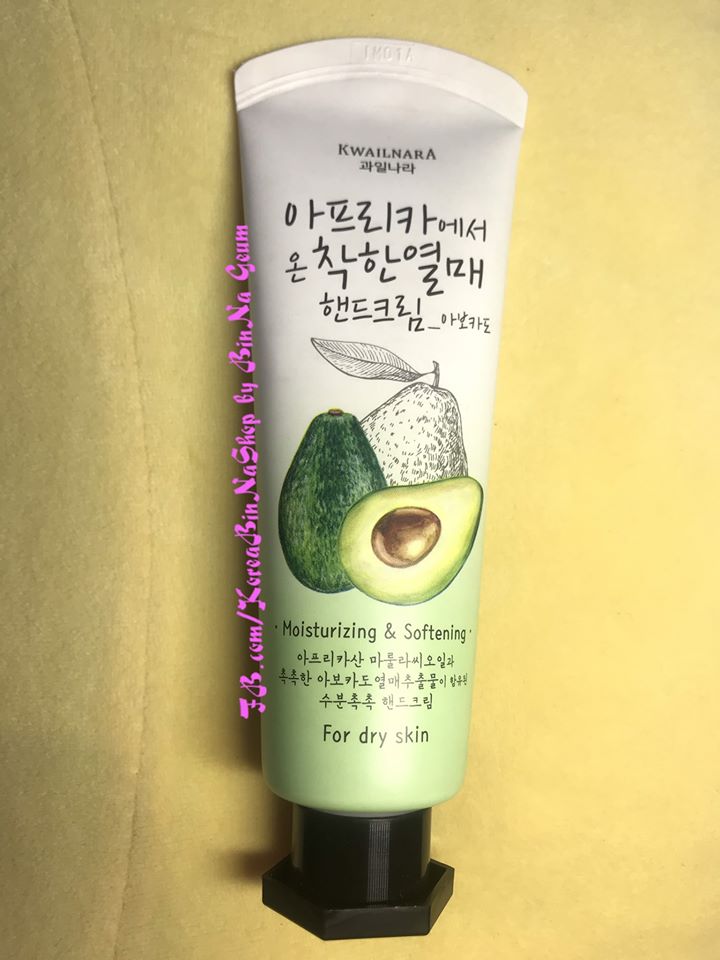 1M01A
KWAILNARA
과일나라
아프리카에서
온 착한열매
핸드크림_아보카도
· Moisturizing & Softening ·
아프리카산 마룰라씨오일과
촉촉한 아보카도열매추출물이 함유된
수분촉촉 핸드크림
For dry skin
FB.com/KoreaBinNaShop by BinNa Geum